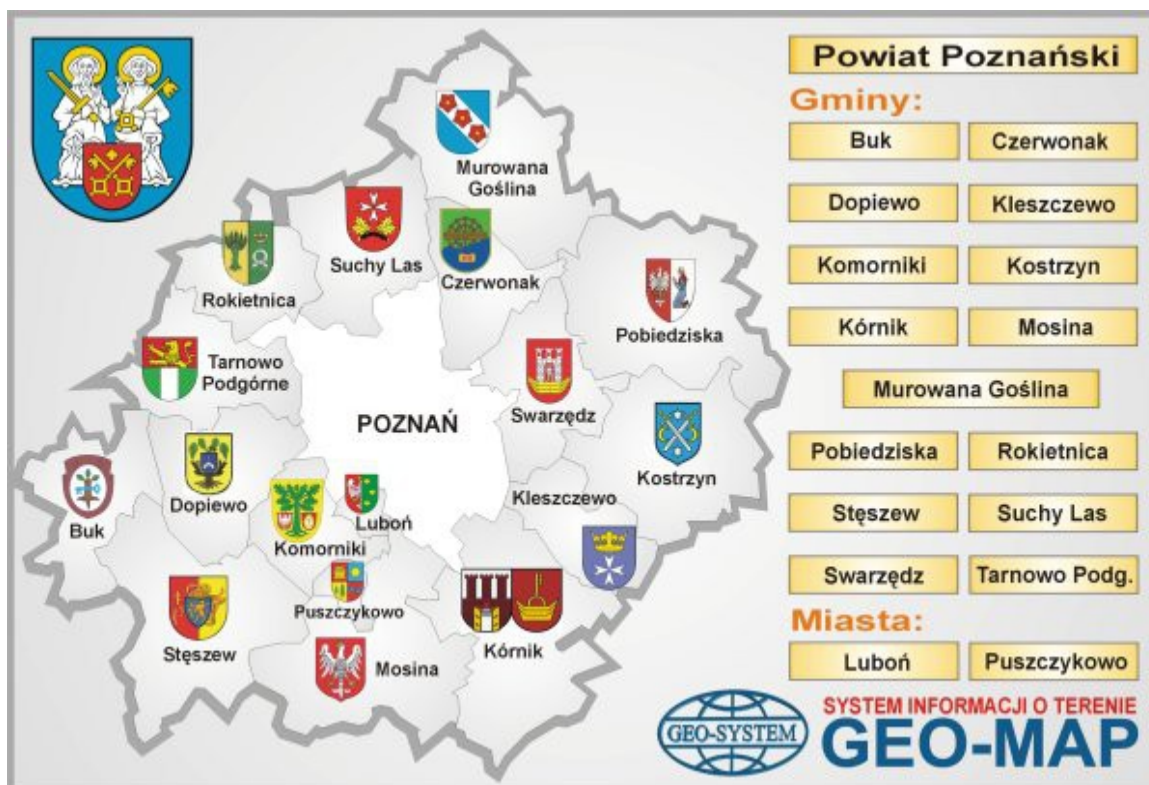 Powiat Poznański
Gminy:
Buk
Czerwonak
Dopiewo
Kleszczewo
Komorniki
Kostrzyn
Kórnik
Mosina
Murowana Goślina
Pobiedziska
Rokietnica
Stęszew
Suchy Las
Swarzędz
Tarnowo Podg.
Miasta:
Luboń
Puszczykowo
Murowana
Goślina
Suchy Las
Czerwonak
Rokietnica
Pobiedziska
Tarnowo
Podgórne
Swarzędz
POZNAŃ
Kostrzyn
Dopiewo
Kleszczewo
Buk
Luboń
Komorniki
Puszczykowo
Stęszew
Mosina
Kórnik
GEO-SYSTEM
SYSTEM INFORMACJI O TERENIE
GEO-MAP